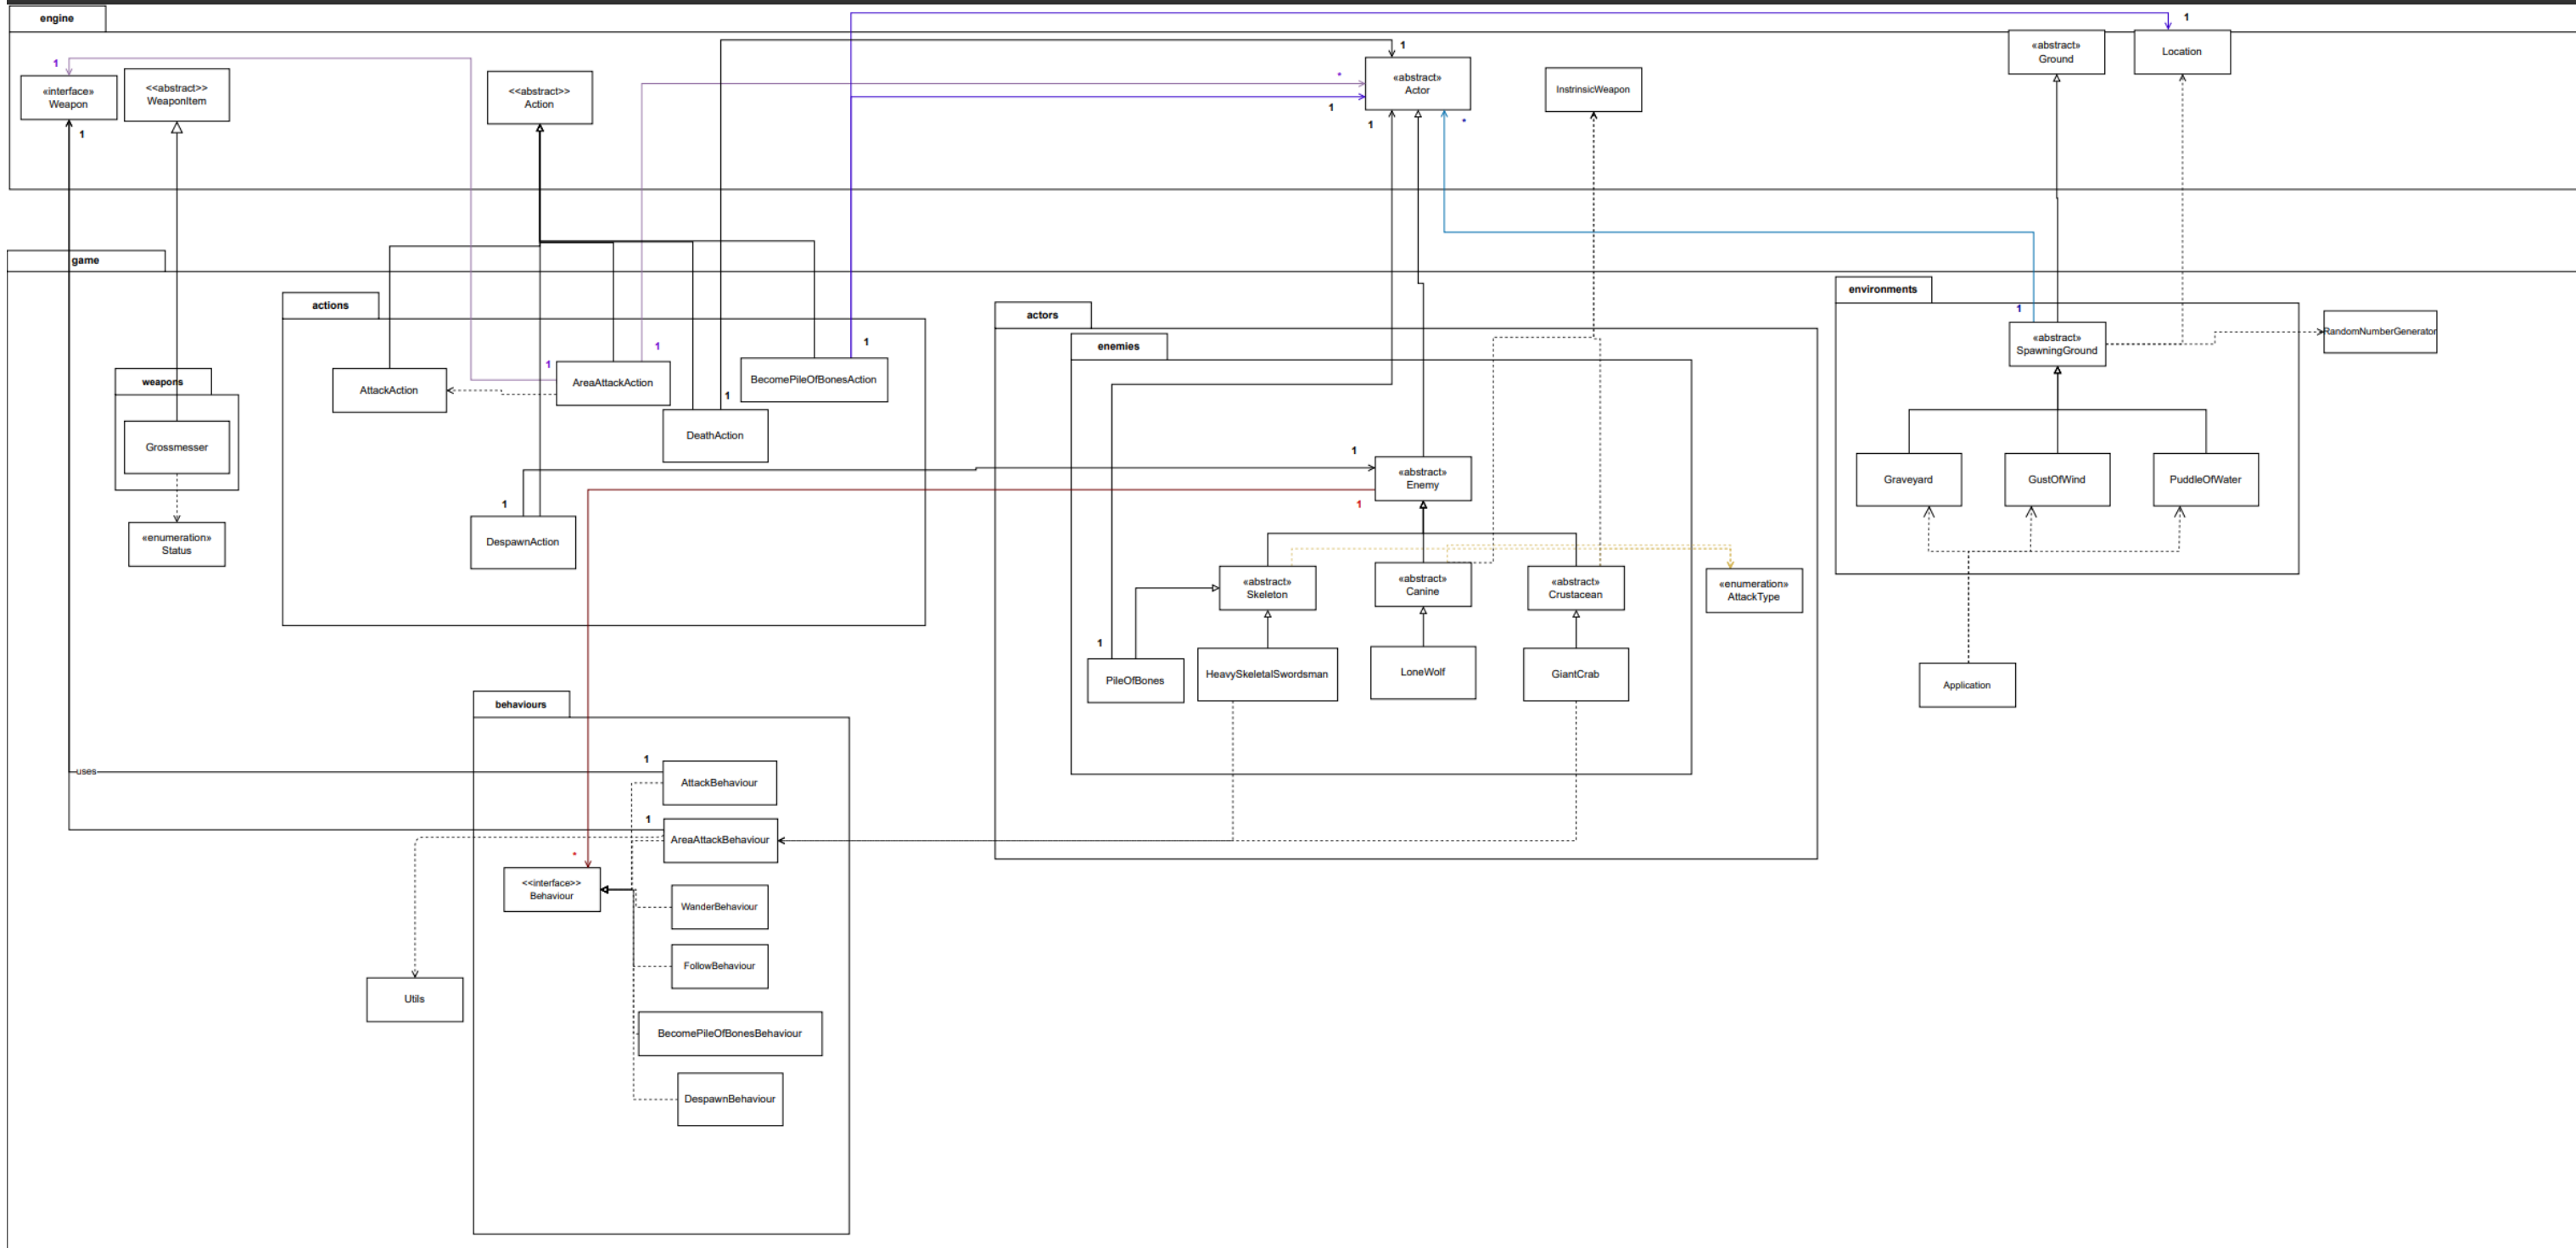 engine
1
«abstract»
Ground
Location
1
«interface»
Weapon
<<abstract>>
WeaponItem
<<abstract>>
Action
1
*
1
1
«abstract»
Actor
*
InstrinsicWeapon
1
game
actions
AttackAction
1
1
AreaAttackAction
1
BecomePileOfBonesAction
1
DeathAction
1
DespawnAction
weapons
Grossmesser
«enumeration»
Status
actors
enemies
1
«abstract»
Enemy
1
«abstract»
Skeleton
«abstract»
Canine
«abstract»
Crustacean
«enumeration»
AttackType
1
PileOfBones
HeavySkeletalSwordsman
LoneWolf
GiantCrab
environments
1
«abstract»
SpawningGround
RandomNumberGenerator
Graveyard
GustOfWind
PuddleOfWater
Application
behaviours
uses
1
AttackBehaviour
1
AreaAttackBehaviour
*
<<interface>>
Behaviour
WanderBehaviour
FollowBehaviour
BecomePileOfBonesBehaviour
DespawnBehaviour
Utils